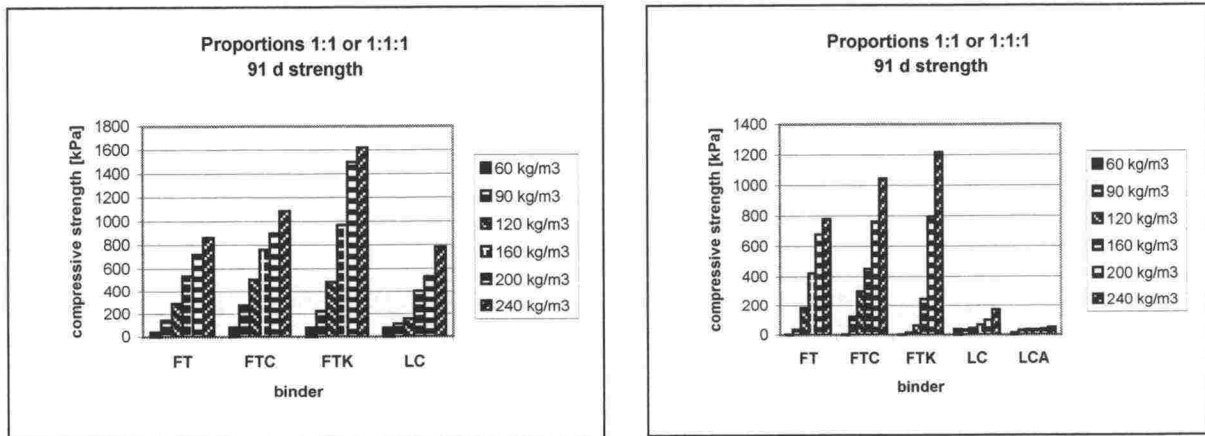 Proportions 1:1 or 1:1:1
91 d strength
compressive strength [kPa]
1800
1600
1400
1200
1000
800
600
400
200
0
FT FTC FTK LC
binder
60 kg/m3
90 kg/m3
120 kg/m3
160 kg/m3
200 kg/m3
240 kg/m3
Proportions 1:1 or 1:1:1
91 d strength
compressive strength [kPa]
1400
1200
1000
800
600
400
200
0
FT FTC FTK LC LCA
binder
60 kg/m3
90 kg/m3
120 kg/m3
160 kg/m3
200 kg/m3
240 kg/m3